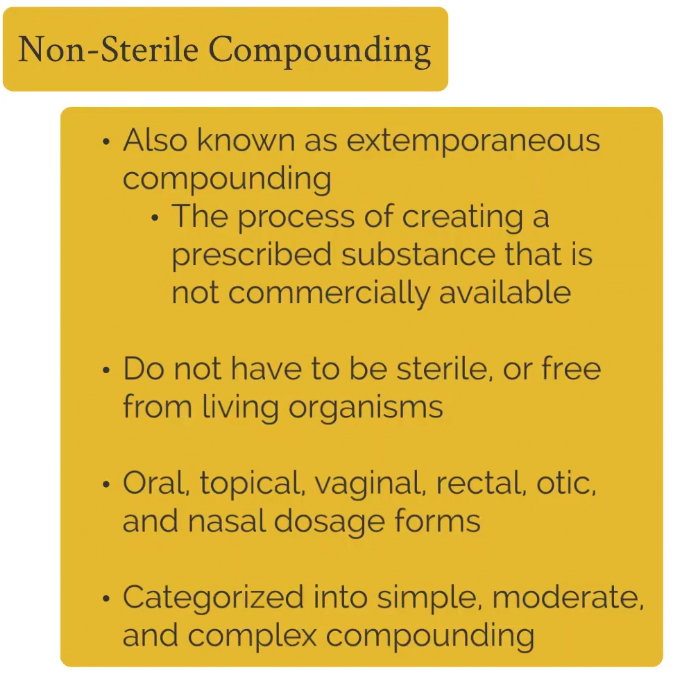 Non-Sterile Compounding
• Also known as extemporaneous
compounding
• The process of creating a
prescribed substance that is
not commercially available
• Do not have to be sterile, or free
from living organisms
• Oral, topical, vaginal, rectal, otic,
and nasal dosage forms
• Categorized into simple, moderate,
and complex compounding